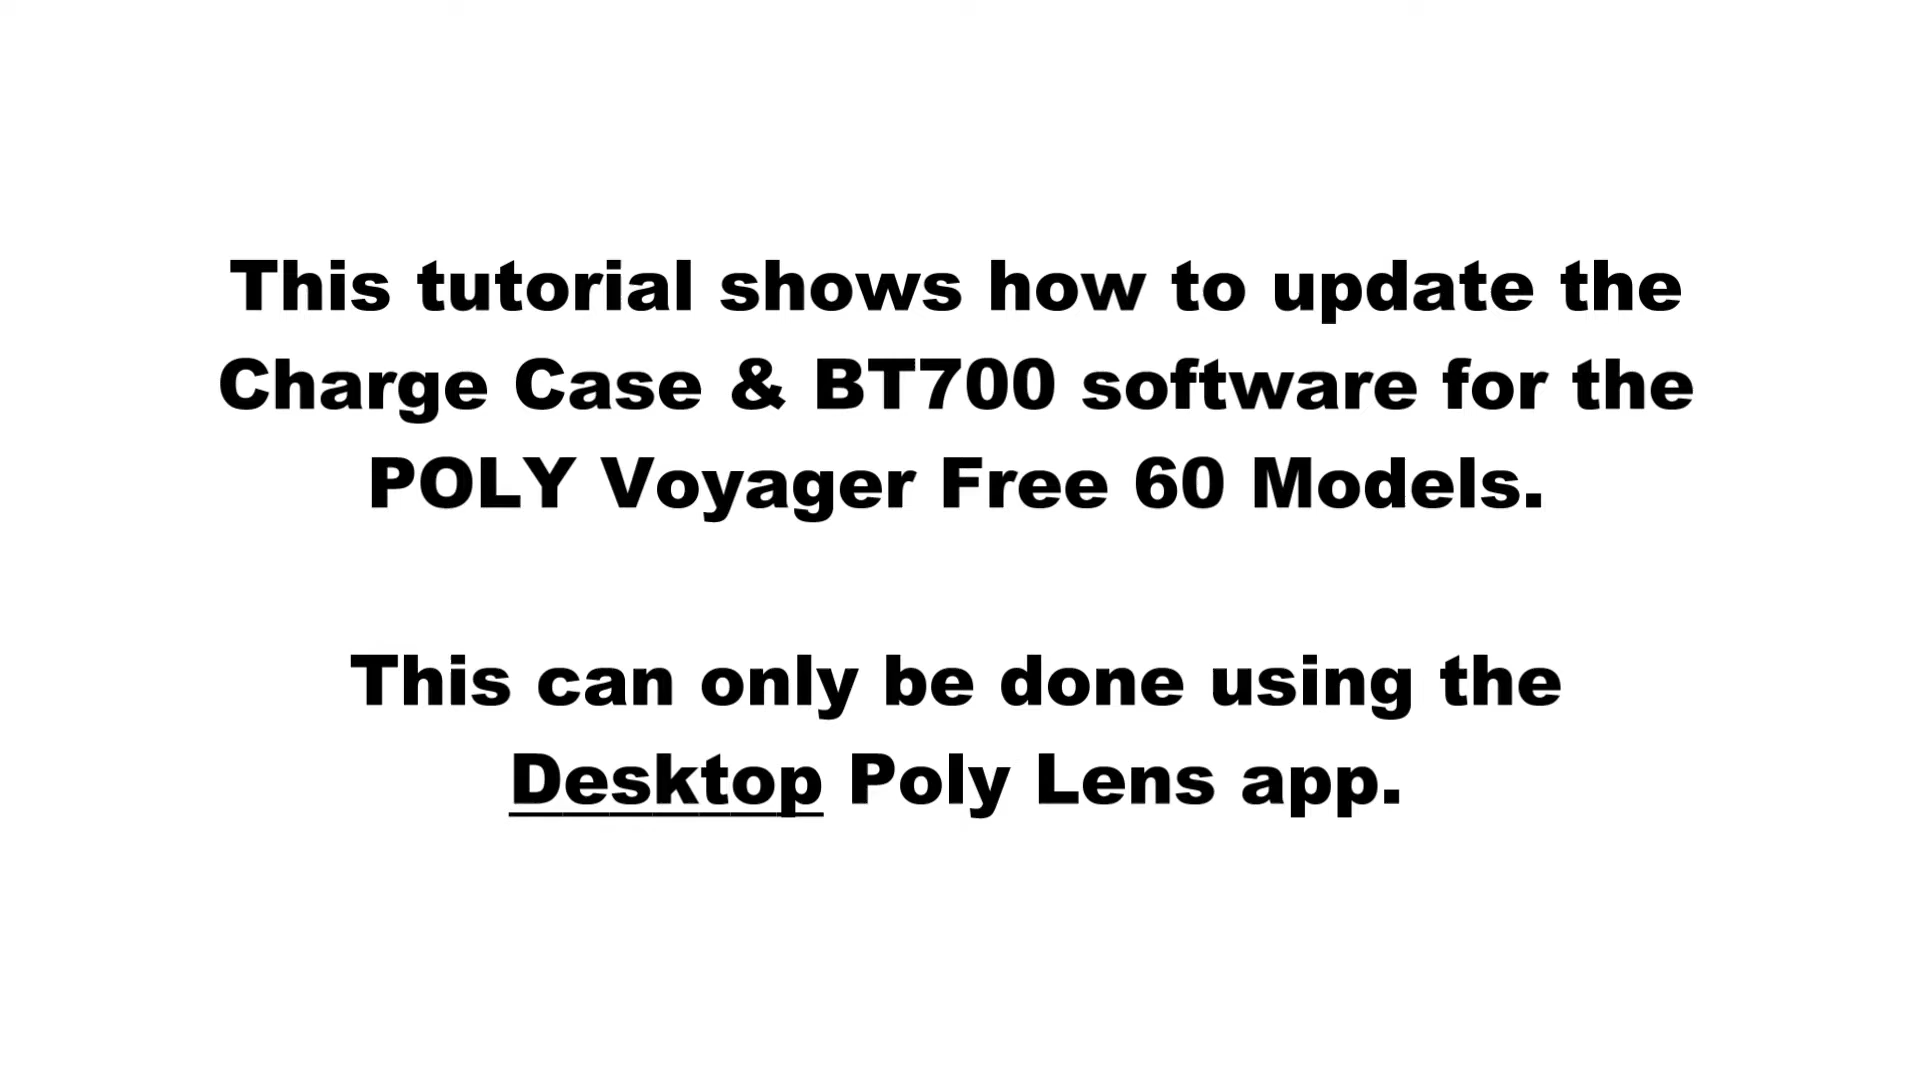 This tutorial shows how to update the
Charge Case & BT700 software for the
POLY Voyager Free 60 Models.
This can only be done using the
Desktop Poly Lens app.